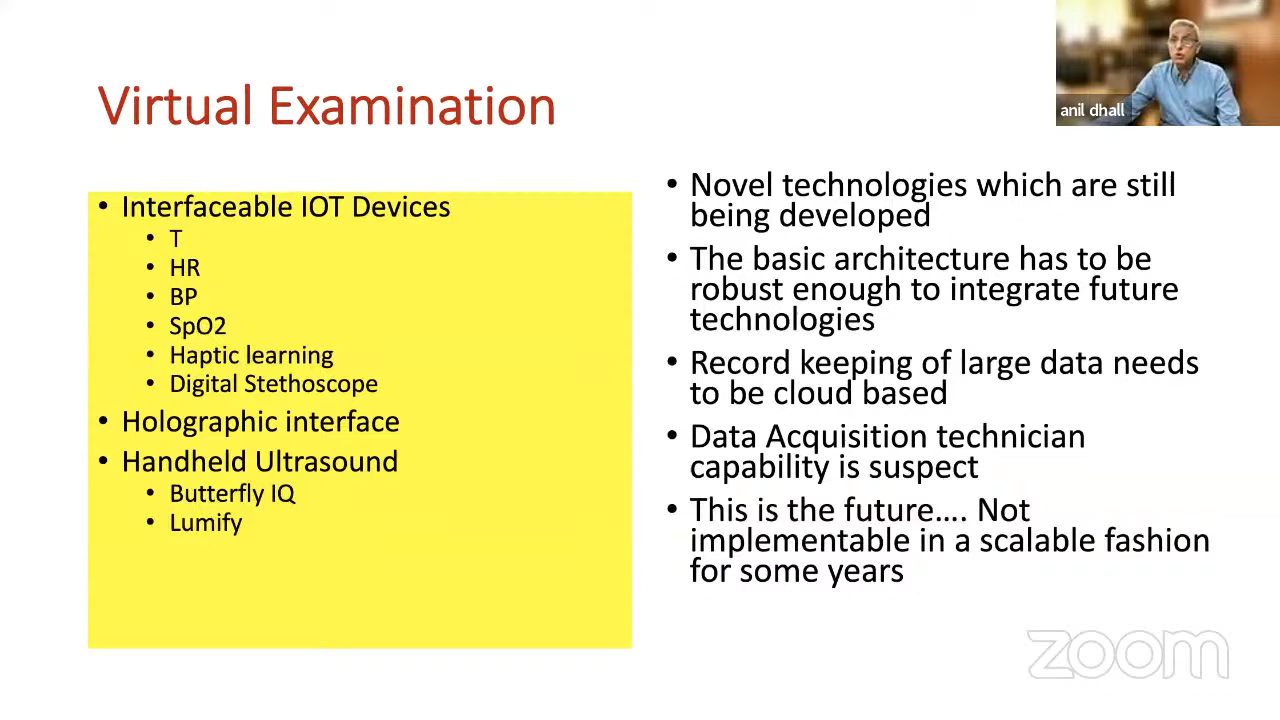 Virtual Examination
anil dhall
• Interfaceable IOT Devices
• T
• HR
• BP
• SpO2
• Haptic learning
• Digital Stethoscope
• Holographic interface
• Handheld Ultrasound
• Butterfly IQ
• Lumify
• Novel technologies which are still
being developed
• The basic architecture has to be
robust enough to integrate future
technologies
• Record keeping of large data needs
to be cloud based
• Data Acquisition technician
capability is suspect
• This is the future…. Not
implementable in a scalable fashion
for some years
zoom